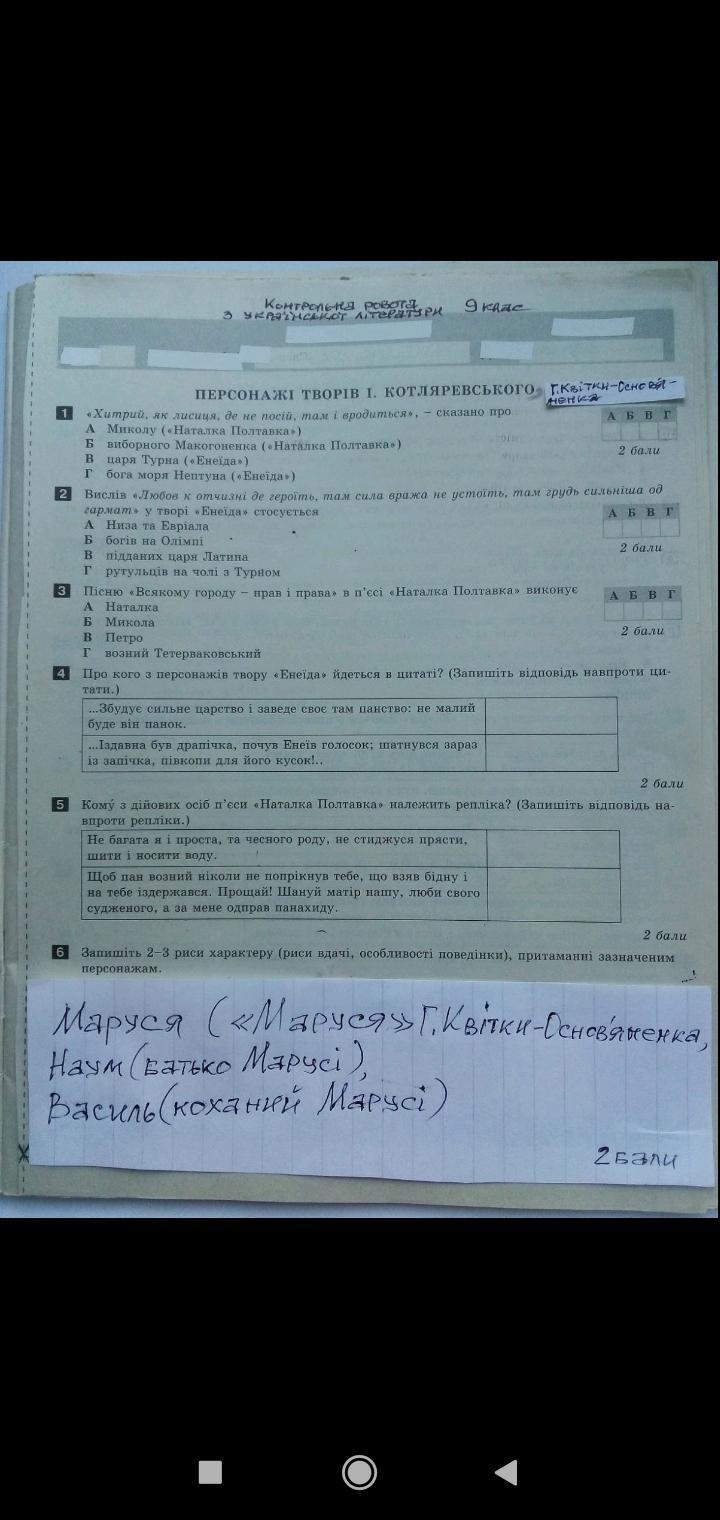 Контрольна робота
з української літератури 9 клас
ПЕРСОНАЖІ ТВОРІВ І. КОТЛЯРЕВСЬКОГО, Г.Квітки-Основ'я-
ненка
1 «Хитрий, як лисиця, де не посій, там і вродиться», – сказано про
А Миколу («Наталка Полтавка»)
Б виборного Макогоненка («Наталка Полтавка»)
В царя Турна («Енеїда»)
Г бога моря Нептуна («Енеїда»)
А Б В Г
2 бали
2 Вислів «Любов к отчизні де героїть, там сила вража не устоїть, там грудь сильніша од
гармат» у творі «Енеїда» стосується
А Низа та Евріала
Б богів на Олімпі
В підданих царя Латина
Г рутульців на чолі з Турном
А Б В Г
2 бали
3 Пісню «Всякому городу – нрав і права» в п'єсі «Наталка Полтавка» виконує
А Наталка
Б Микола
В Петро
Г возний Тетерваковський
А Б В Г
2 бали
4 Про кого з персонажів твору «Енеїда» йдеться в цитаті? (Запишіть відповідь навпроти ци-
тати.)
...Збудує сильне царство і заведе своє там панство: не малий
буде він панок.
...Іздавна був драпічка, почув Енеїв голосок; шатнувся зараз
із запічка, півкопи для його кусок!..
2 бали
5 Кому з дійових осіб п'єси «Наталка Полтавка» належить репліка? (Запишіть відповідь на-
впроти репліки.)
Не багата я і проста, та чесного роду, не стиджуся прясти,
шити і носити воду.
Щоб пан возний ніколи не попрікнув тебе, що взяв бідну і
на тебе іздержався. Прощай! Шануй матір нашу, люби свого
судженого, а за мене одправ панахиду.
2 бали
6 Запишіть 2–3 риси характеру (риси вдачі, особливості поведінки), притаманні зазначеним
персонажам.
Маруся («Маруся» Г.Квітки-Основ'яненка,
Наум (батько Марусі),
Василь (коханий Марусі)
2 бали